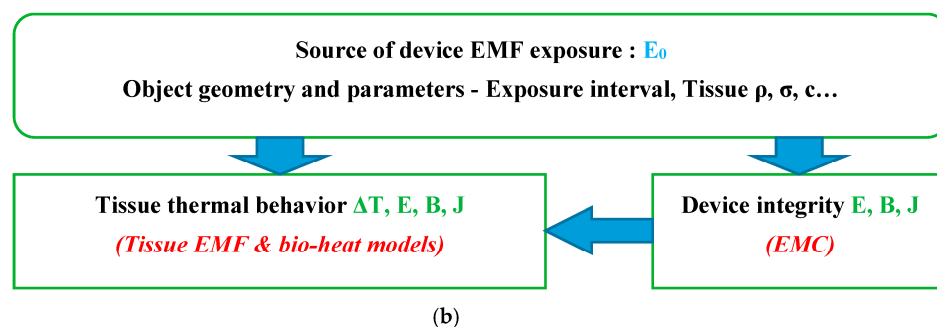 Source of device EMF exposure : E₀
Object geometry and parameters - Exposure interval, Tissue ρ, σ, c…
Tissue thermal behavior ΔT, E, B, J
(Tissue EMF & bio-heat models)
Device integrity E, B, J
(EMC)
(b)